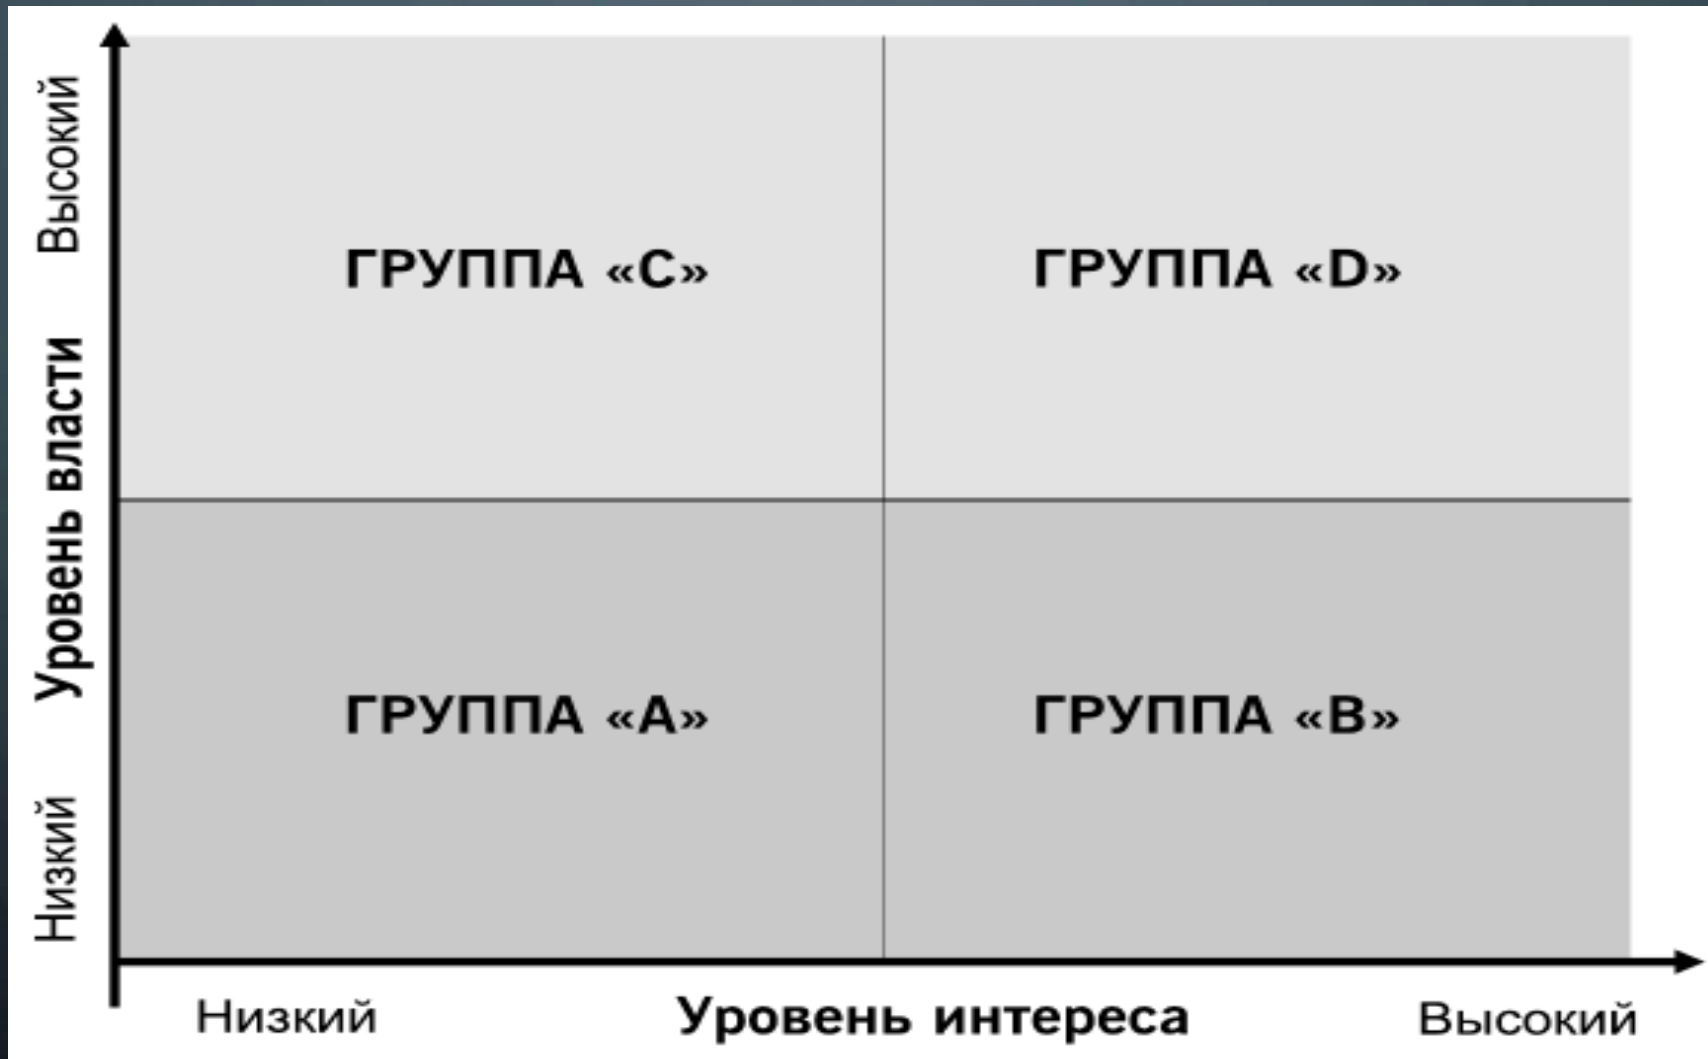 Высокий
Уровень власти
Низкий
ГРУППА «С»
ГРУППА «D»
ГРУППА «А»
ГРУППА «В»
Низкий
Уровень интереса
Высокий